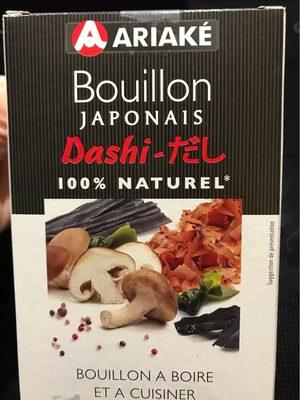 ARIAKÉ
Bouillon
JAPONAIS
Dashi-だし
100% NATUREL*
Suggestion de présentation
BOUILLON A BOIRE
ET A CUISINER